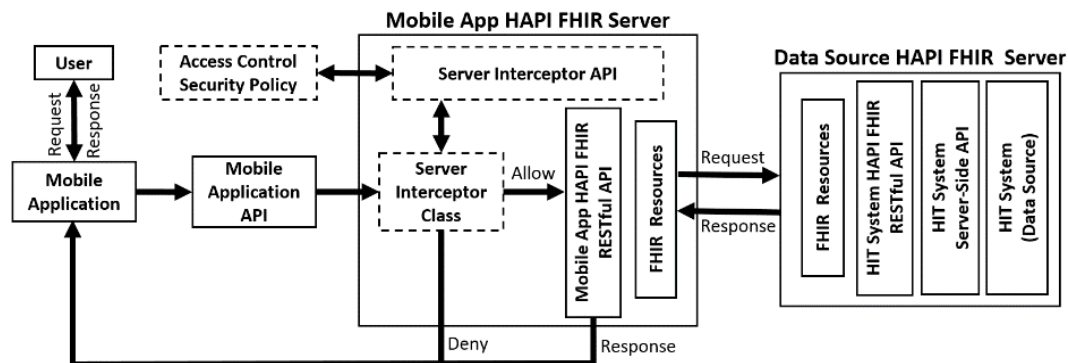 Mobile App HAPI FHIR Server
User
Access Control
Security Policy
Server Interceptor API
Data Source HAPI FHIR Server
Request
Response
Mobile
Application
Mobile
Application
API
Server
Interceptor
Class
Allow
Mobile App HAPI FHIR
RESTful API
FHIR Resources
Request
Response
FHIR Resources
HIT System HAPI FHIR
RESTful API
HIT System
Server-Side API
HIT System
(Data Source)
Deny
Response